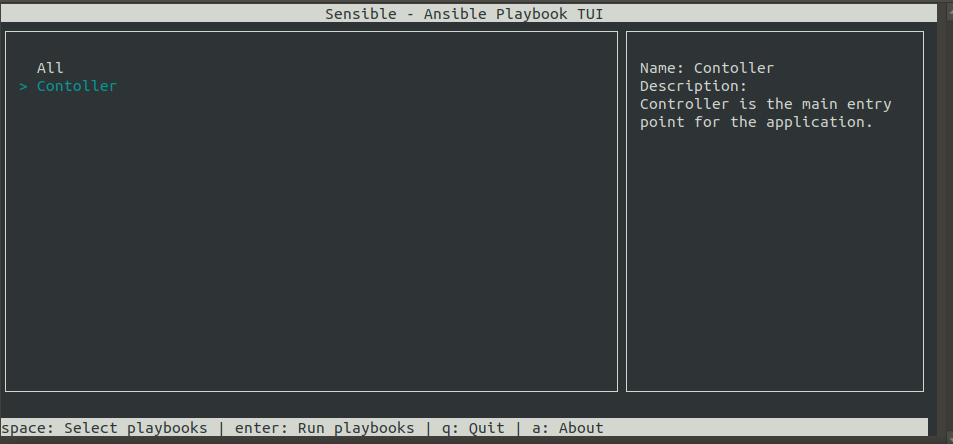 Sensible - Ansible Playbook TUI
All
> Contoller
Name: Contoller
Description:
Controller is the main entry
point for the application.
space: Select playbooks | enter: Run playbooks | q: Quit | a: About